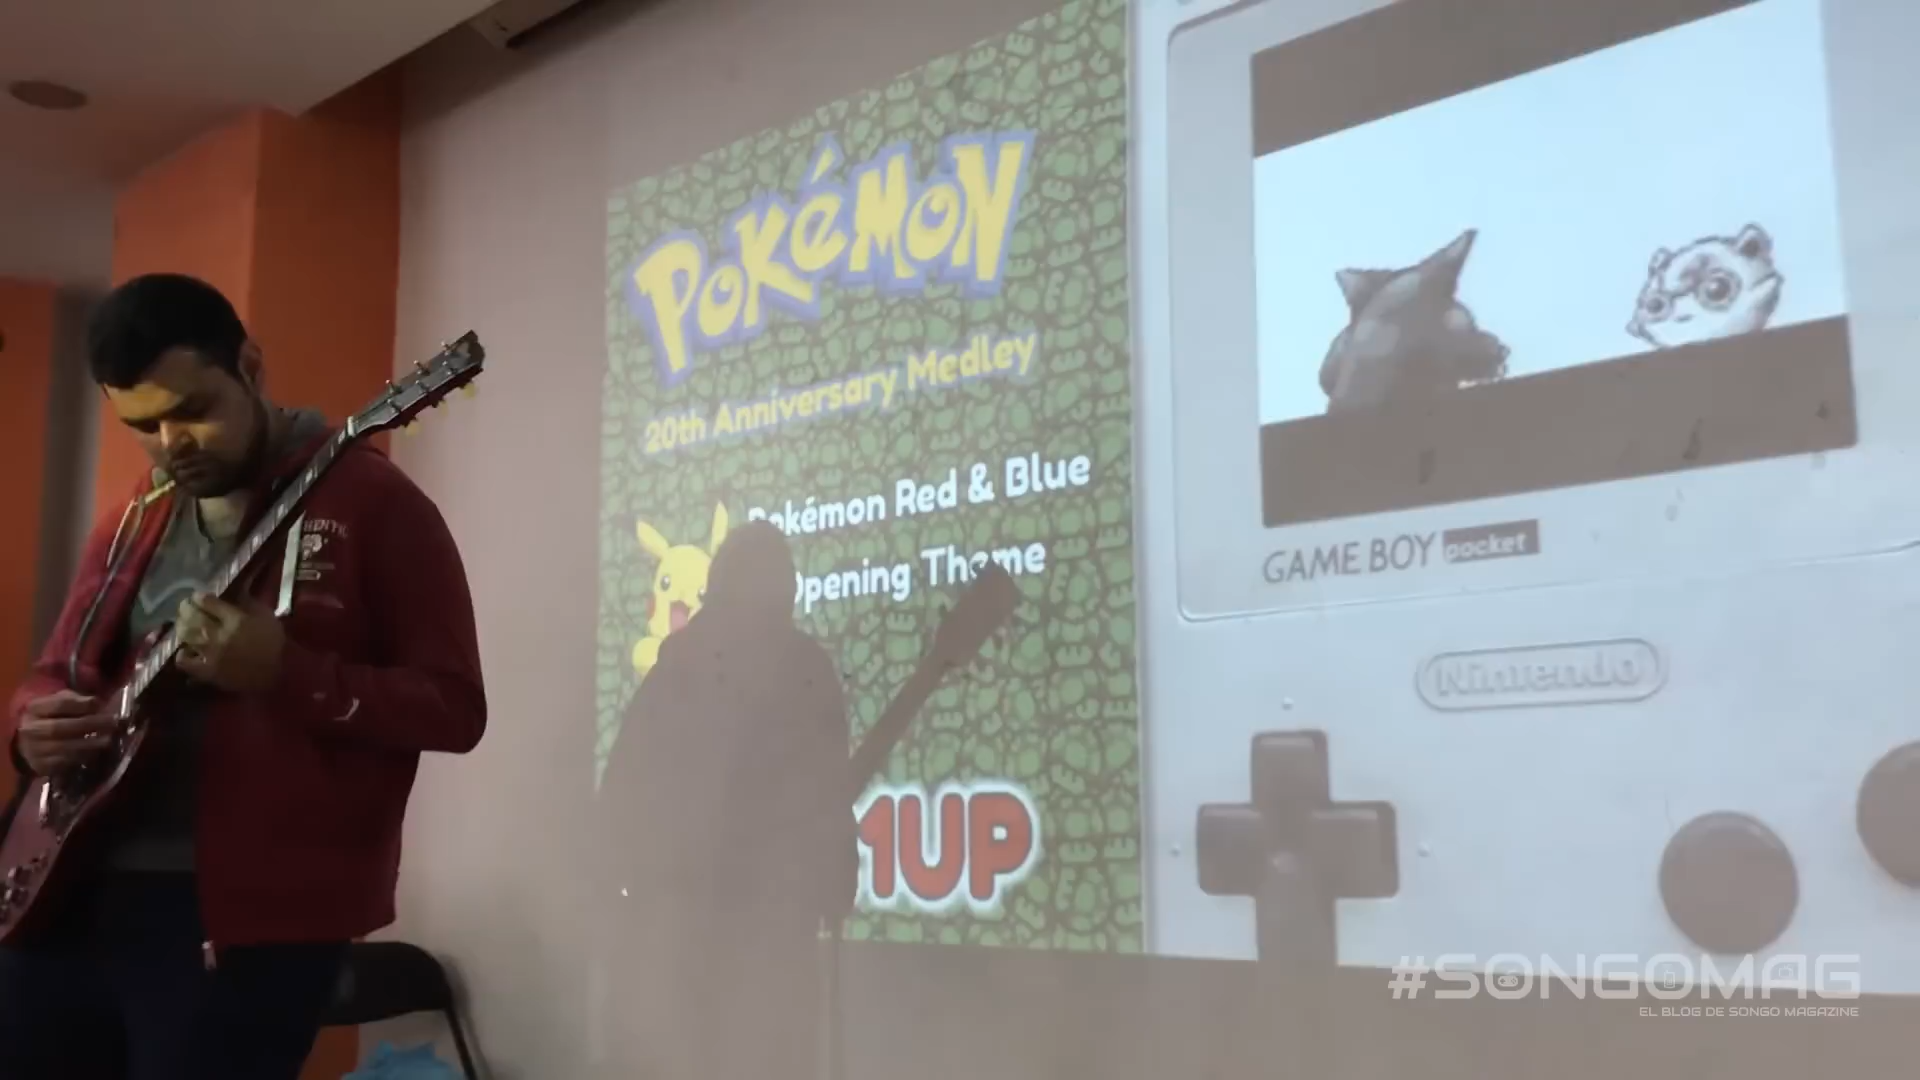 POKéMON
20th Anniversary Medley
Pokémon Red & Blue
Opening Theme
1UP
GAME BOY pocket
Nintendo
#SONGOMAG
EL BLOG DE SONGO MAGAZINE